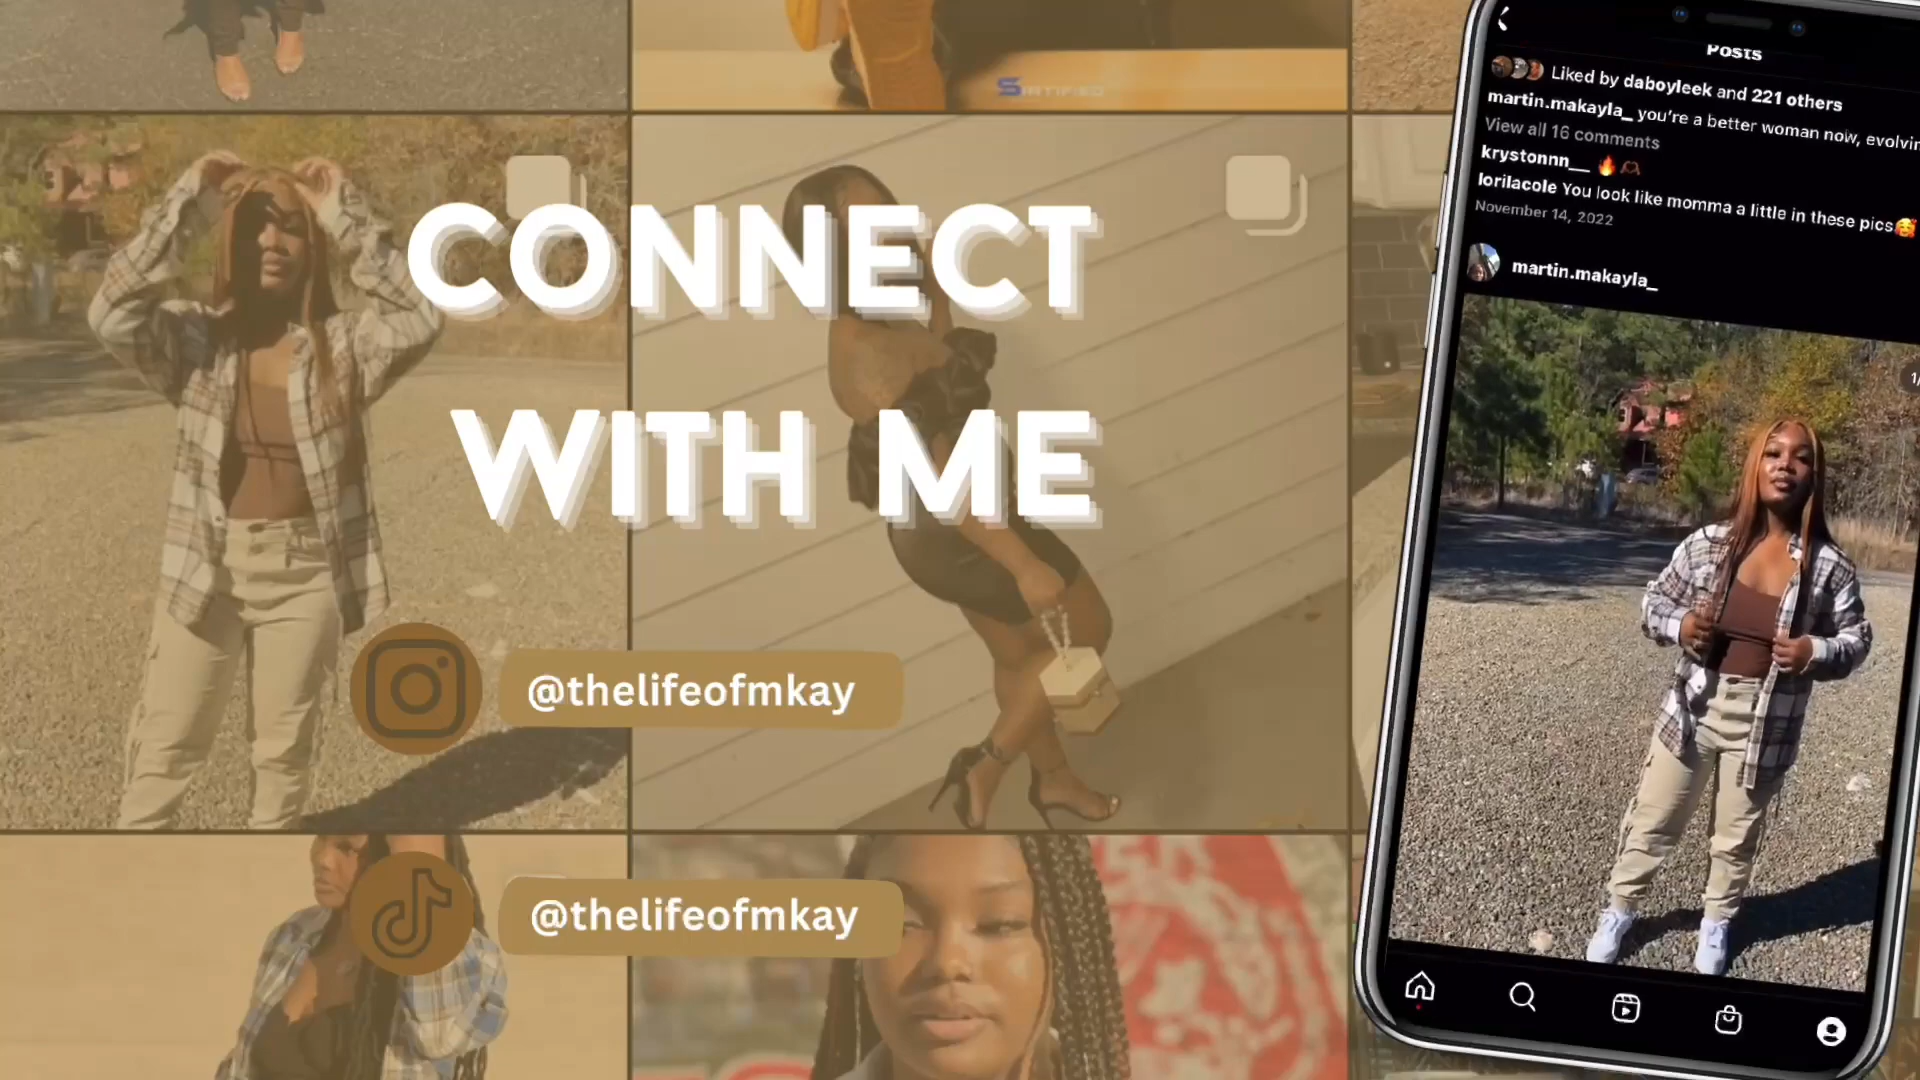 CONNECT
WITH ME
@thelifeofmkay
@thelifeofmkay
Posts
Liked by daboyleek and 221 others
martin.makayla_ you're a better woman now, evolvin
View all 16 comments
krystonnn__ 🔥🫶🏾
lorilacole You look like momma a little in these pics🥰
November 14, 2022
martin.makayla_
1/